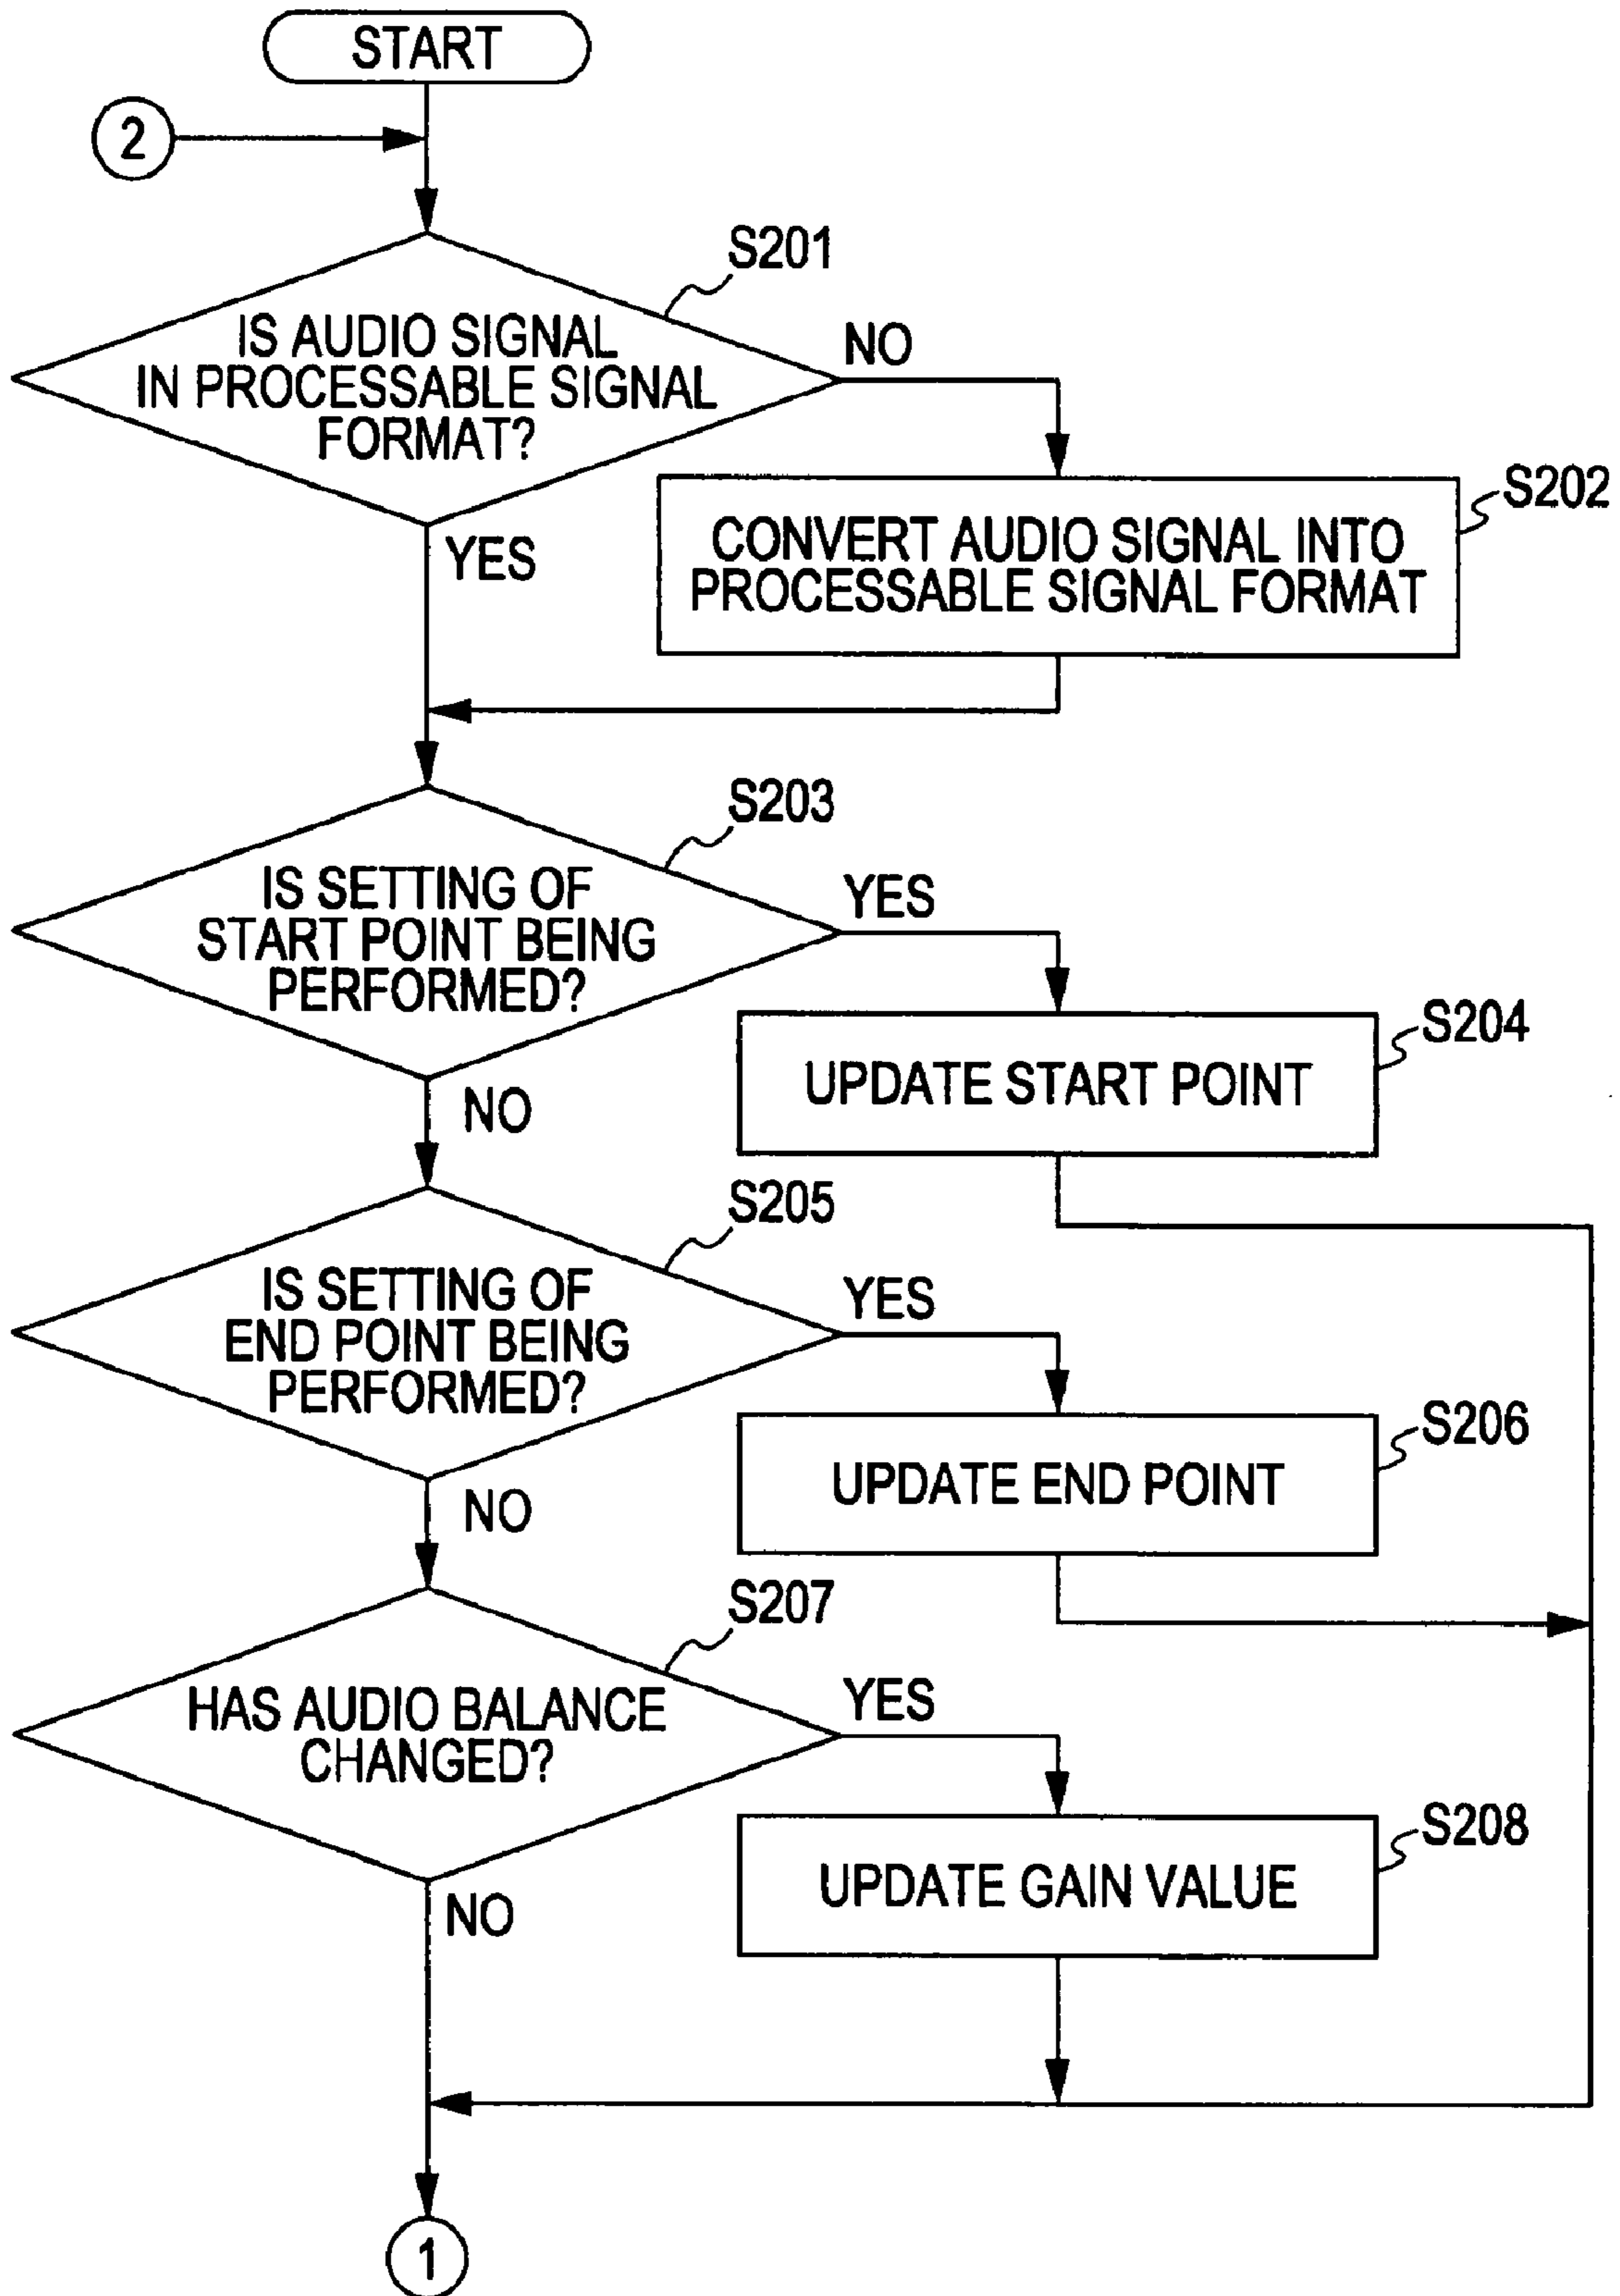 START
2
S201
IS AUDIO SIGNAL
IN PROCESSABLE SIGNAL
FORMAT?
NO
YES
S202
CONVERT AUDIO SIGNAL INTO
PROCESSABLE SIGNAL FORMAT
S203
IS SETTING OF
START POINT BEING
PERFORMED?
YES
NO
S204
UPDATE START POINT
S205
IS SETTING OF
END POINT BEING
PERFORMED?
YES
NO
S206
UPDATE END POINT
S207
HAS AUDIO BALANCE
CHANGED?
YES
NO
S208
UPDATE GAIN VALUE
1